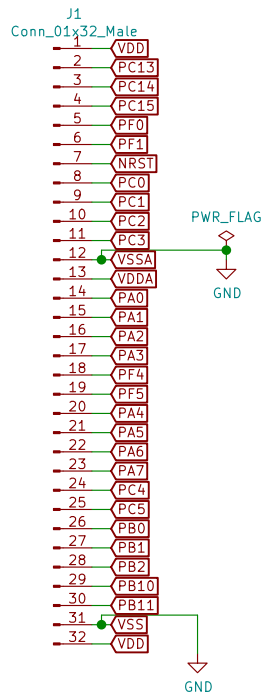 J1
Conn_01x32_Male
1 VDD
2 PC13
3 PC14
4 PC15
5 PF0
6 PF1
7 NRST
8 PC0
9 PC1
10 PC2
PWR_FLAG
11 PC3
12 VSSA
13 VDDA
GND
14 PA0
15 PA1
16 PA2
17 PA3
18 PF4
19 PF5
20 PA4
21 PA5
22 PA6
23 PA7
24 PC4
25 PC5
26 PB0
27 PB1
28 PB2
29 PB10
30 PB11
31 VSS
32 VDD
GND